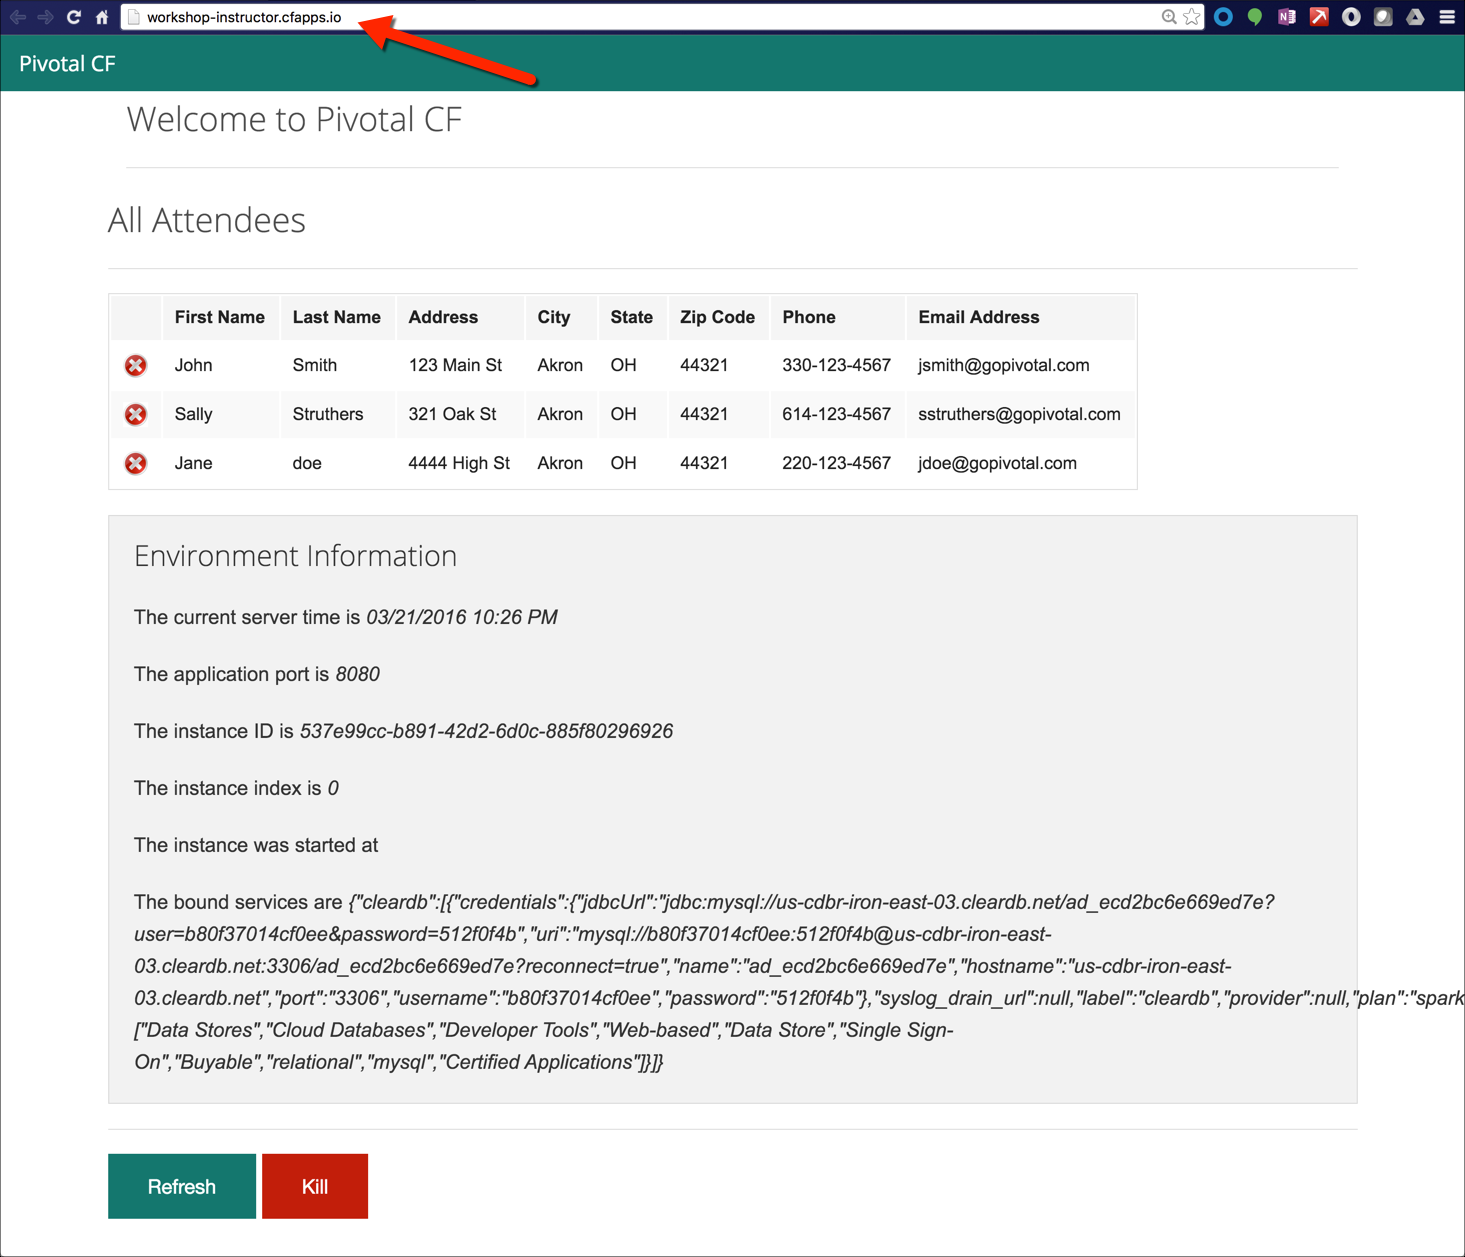 workshop-instructor.cfapps.io
Pivotal CF
Welcome to Pivotal CF
All Attendees
First Name Last Name Address City State Zip Code Phone Email Address
John Smith 123 Main St Akron OH 44321 330-123-4567 jsmith@gopivotal.com
Sally Struthers 321 Oak St Akron OH 44321 614-123-4567 sstruthers@gopivotal.com
Jane doe 4444 High St Akron OH 44321 220-123-4567 jdoe@gopivotal.com
Environment Information
The current server time is 03/21/2016 10:26 PM
The application port is 8080
The instance ID is 537e99cc-b891-42d2-6d0c-885f80296926
The instance index is 0
The instance was started at
The bound services are {"cleardb":[{"credentials":{"jdbcUrl":"jdbc:mysql://us-cdbr-iron-east-03.cleardb.net/ad_ecd2bc6e669ed7e?
user=b80f37014cf0ee&password=512f0f4b","uri":"mysql://b80f37014cf0ee:512f0f4b@us-cdbr-iron-east-
03.cleardb.net:3306/ad_ecd2bc6e669ed7e?reconnect=true","name":"ad_ecd2bc6e669ed7e","hostname":"us-cdbr-iron-east-
03.cleardb.net","port":"3306","username":"b80f37014cf0ee","password":"512f0f4b"},"syslog_drain_url":null,"label":"cleardb","provider":null,"plan":"spark
["Data Stores","Cloud Databases","Developer Tools","Web-based","Data Store","Single Sign-
On","Buyable","relational","mysql","Certified Applications"]}]}
Refresh Kill